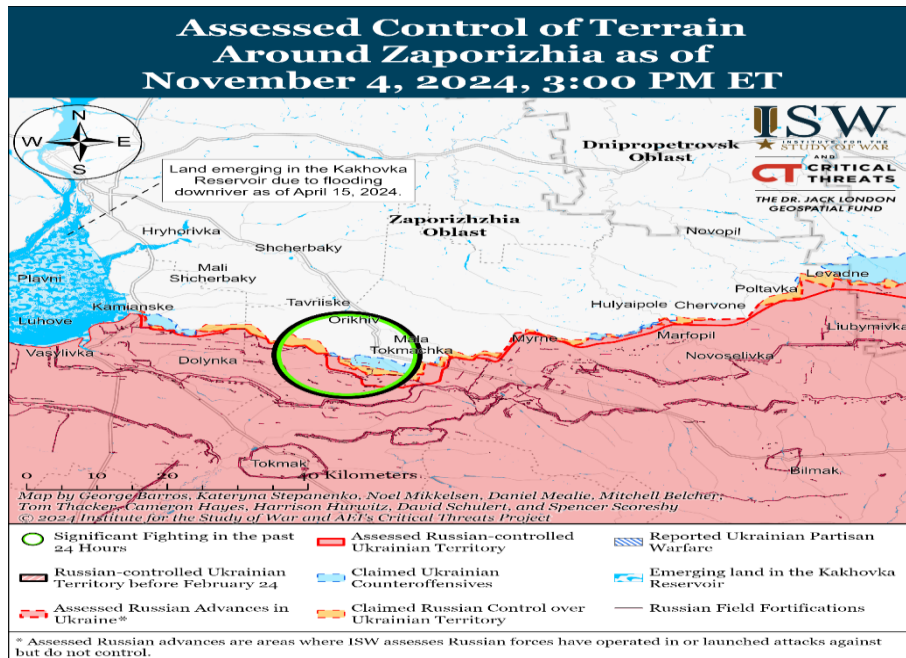 Assessed Control of Terrain
Around Zaporizhia as of
November 4, 2024, 3:00 PM ET
N
W
E
S
Land emerging in the Kakhovka
Reservoir due to flooding
downriver as of April 15, 2024.
ISW
INSTITUTE FOR THE
STUDY OF WAR
AND
CT CRITICAL
THREATS
THE DR. JACK LONDON
GEOSPATIAL FUND
Dnipropetrovsk
Oblast
Zaporizhzhia
Oblast
Hryhorivka
Shcherbaky
Novopil
Mali
Shcherbaky
Plavni
Levadne
Poltavka
Tavriiske
Kamianske
Hulyaipole
Chervone
Orikhiv
Luhove
Liubymivka
Mala
Tokmachka
Myrne
Marfopil
Vasylivka
Dolynka
Novoselivka
Tokmak
Bilmak
0 10 20 40 Kilometers
Map by George Barros, Kateryna Stepanenko, Noel Mikkelsen, Daniel Mealie, Mitchell Belcher,
Tom Thacker, Cameron Hayes, Harrison Hurwitz, David Schulert, and Spencer Scoresby
© 2024 Institute for the Study of War and AEI's Critical Threats Project
Significant Fighting in the past
24 Hours
Assessed Russian-controlled
Ukrainian Territory
Reported Ukrainian Partisan
Warfare
Russian-controlled Ukrainian
Territory before February 24
Claimed Ukrainian
Counteroffensives
Emerging land in the Kakhovka
Reservoir
Assessed Russian Advances in
Ukraine*
Claimed Russian Control over
Ukrainian Territory
Russian Field Fortifications
* Assessed Russian advances are areas where ISW assesses Russian forces have operated in or launched attacks against
but do not control.